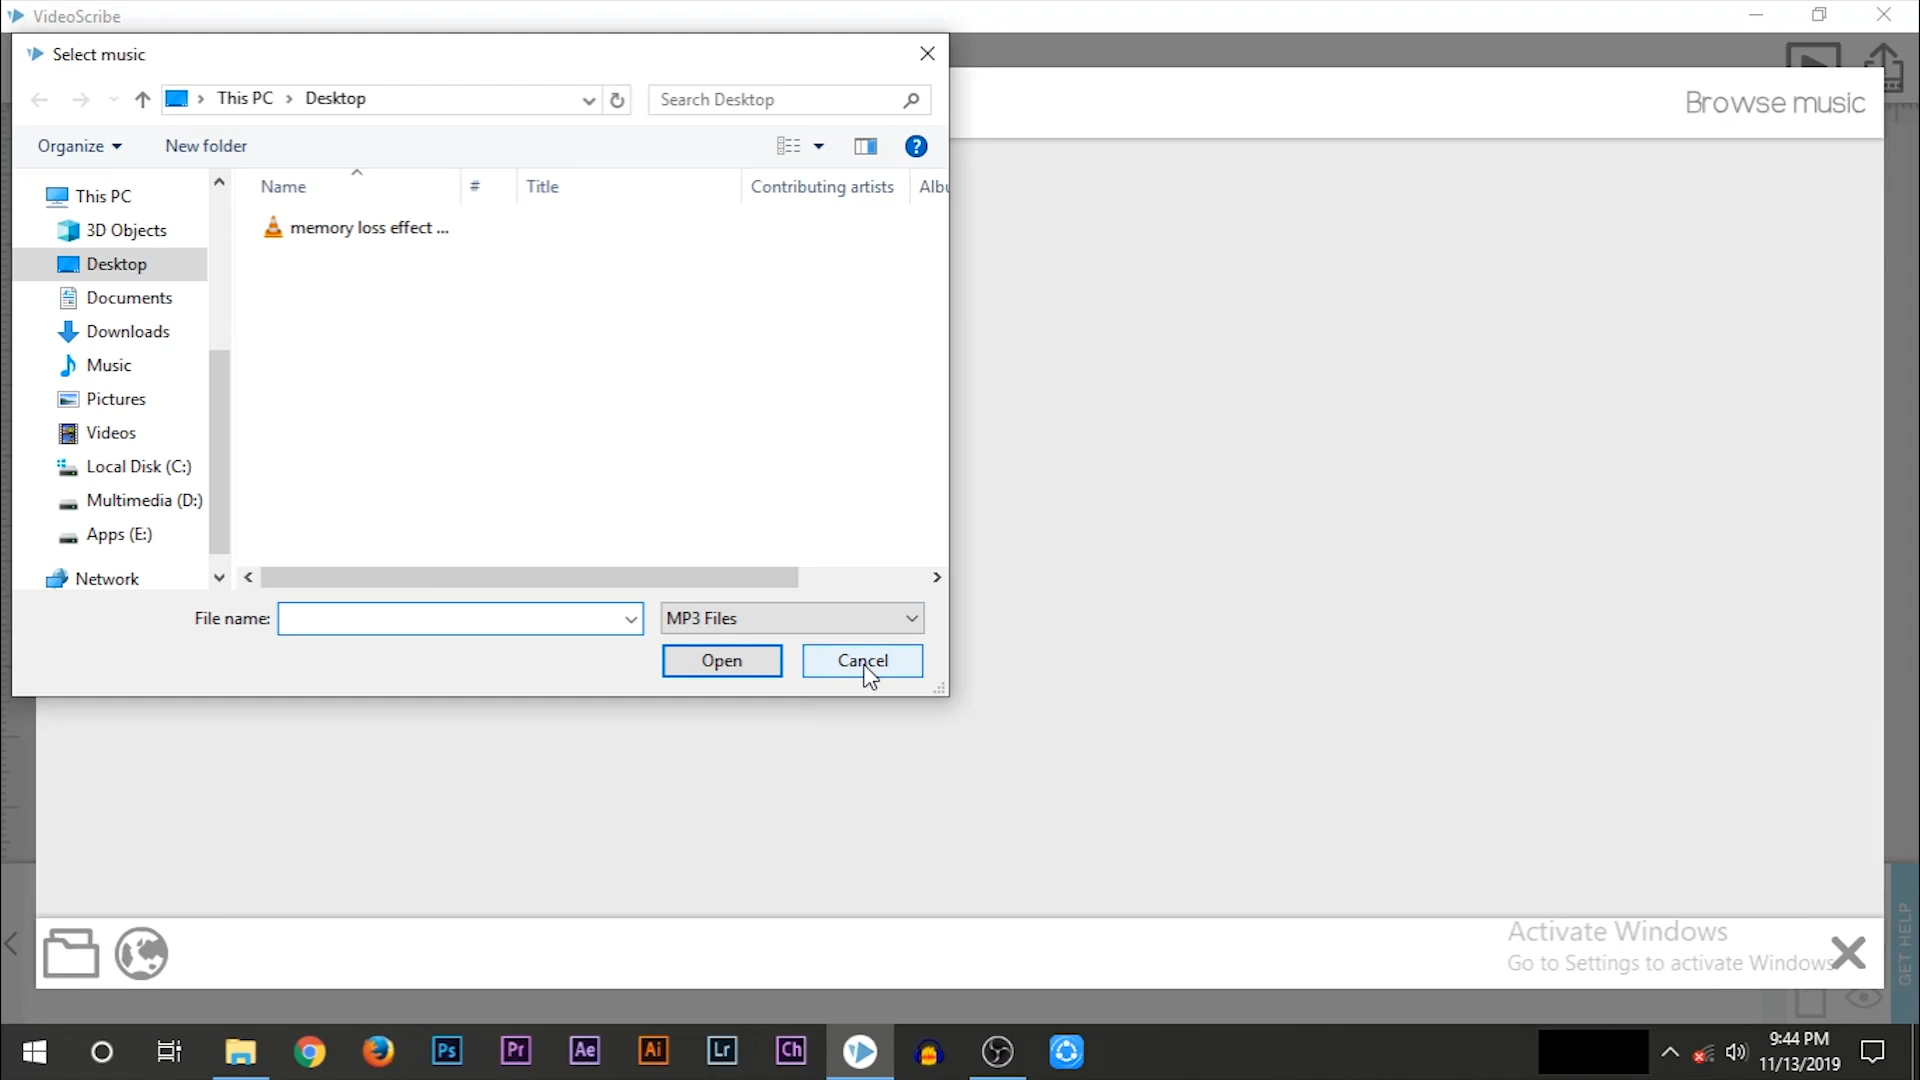 VideoScribe
Select music
This PC
Desktop
Search Desktop
Browse music
Organize
New folder
Name
#
Title
Contributing artists
Albu
This PC
3D Objects
Desktop
Documents
Downloads
Music
Pictures
Videos
Local Disk (C:)
Multimedia (D:)
Apps (E:)
Network
memory loss effect ...
File name:
MP3 Files
Open
Cancel
Activate Windows
Go to Settings to activate Windows.
GET HELP
Ps
Pr
Ae
Ai
Lr
Ch
9:44 PM
11/13/2019